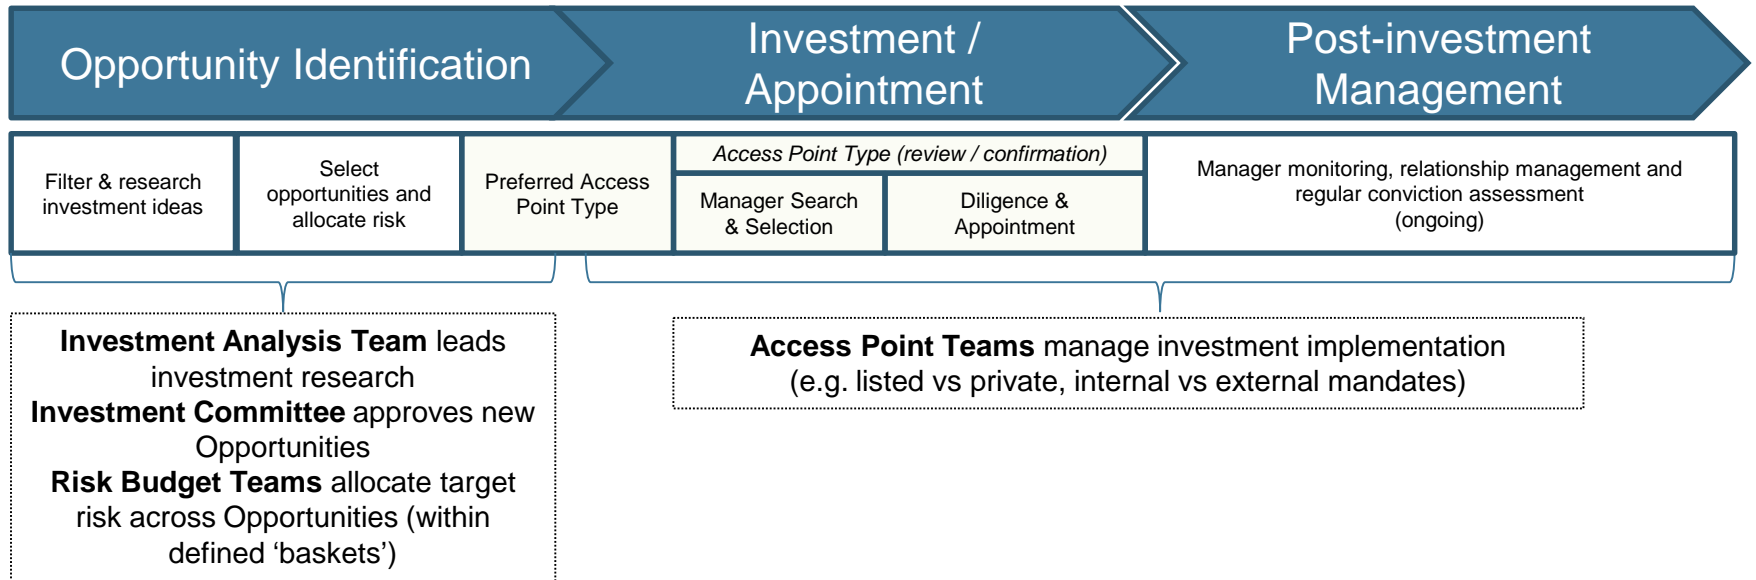 Opportunity Identification
Investment /
Appointment
Post-investment
Management
Filter & research
investment ideas
Select
opportunities and
allocate risk
Preferred Access
Point Type
Access Point Type (review / confirmation)
Manager Search
& Selection
Diligence &
Appointment
Manager monitoring, relationship management and
regular conviction assessment
(ongoing)
Investment Analysis Team leads
investment research
Investment Committee approves new
Opportunities
Risk Budget Teams allocate target
risk across Opportunities (within
defined ‘baskets’)
Access Point Teams manage investment implementation
(e.g. listed vs private, internal vs external mandates)